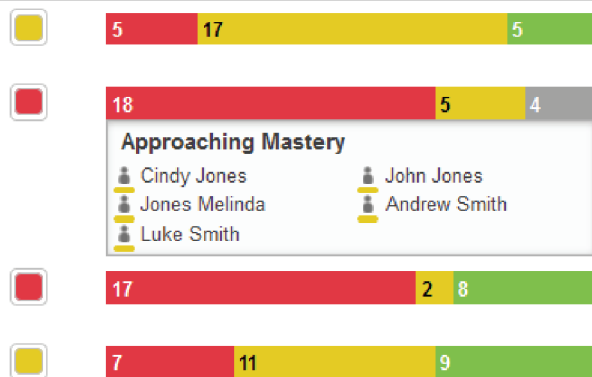 5 17 5
18 5 4
Approaching Mastery
Cindy Jones John Jones
Jones Melinda Andrew Smith
Luke Smith
17 2 8
7 11 9